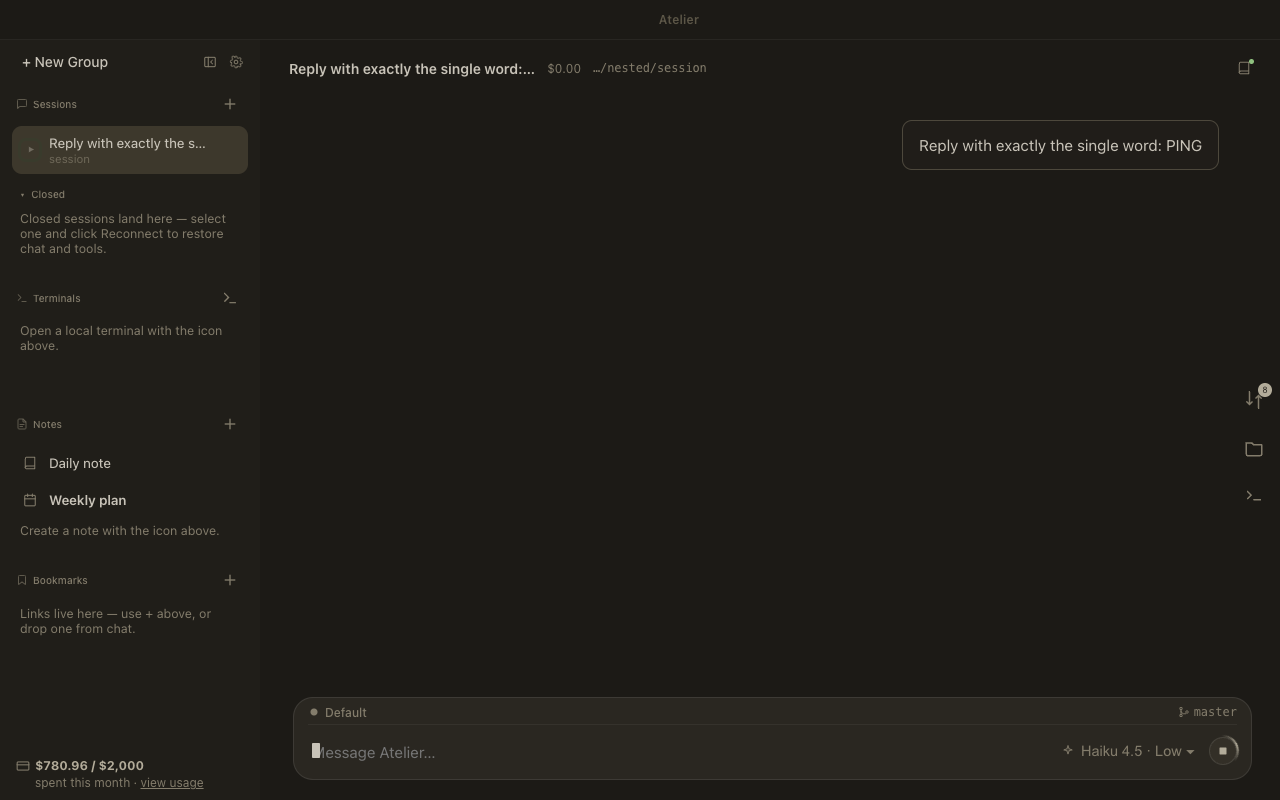 Atelier
+ New Group
Sessions
Reply with exactly the s...
session
Closed
Closed sessions land here — select
one and click Reconnect to restore
chat and tools.
Terminals
Open a local terminal with the icon
above.
Notes
Daily note
Weekly plan
Create a note with the icon above.
Bookmarks
Links live here — use + above, or
drop one from chat.
$780.96 / $2,000
spent this month · view usage
Reply with exactly the single word:... $0.00 …/nested/session
Reply with exactly the single word: PING
8
Default
master
Message Atelier...
Haiku 4.5 · Low